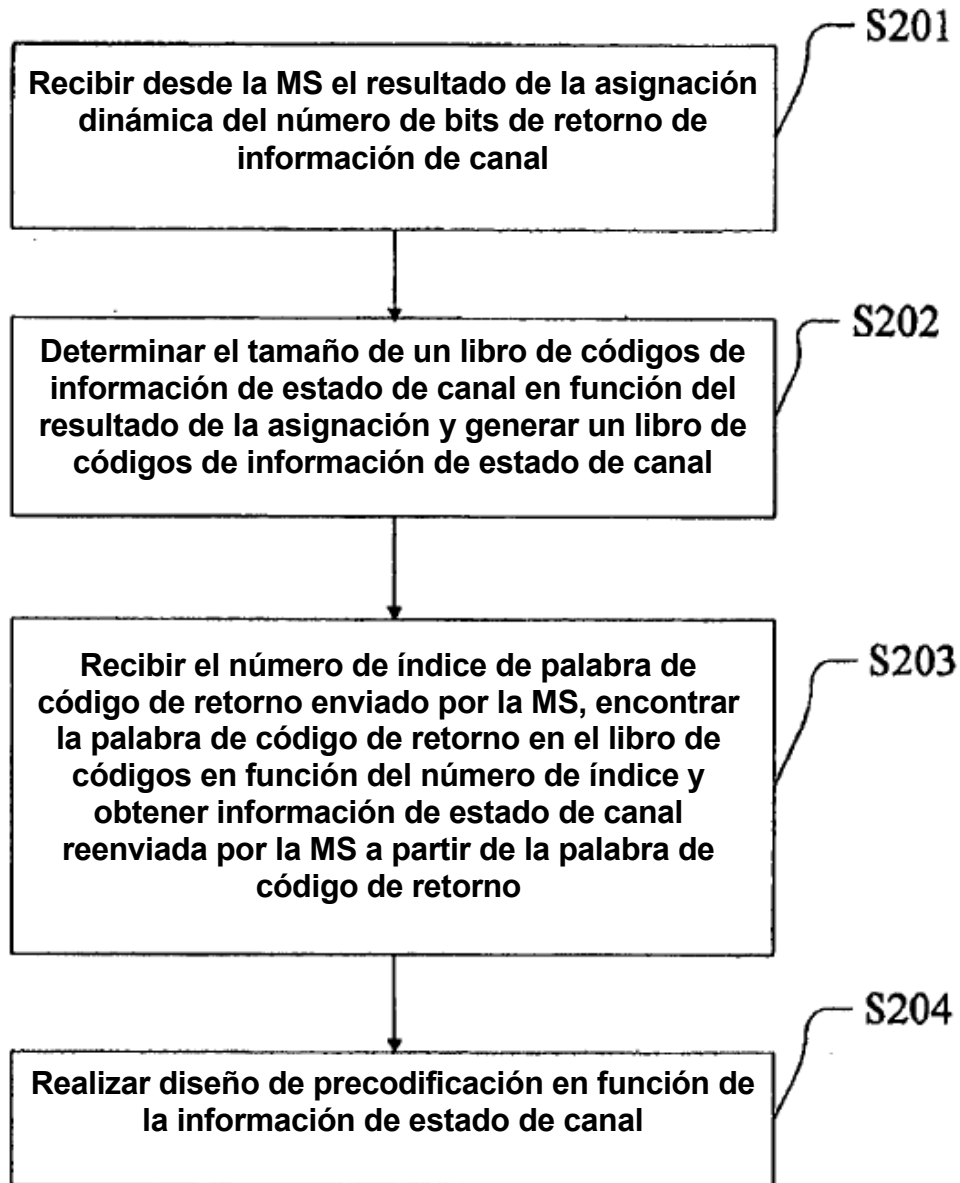 S201
Recibir desde la MS el resultado de la asignación
dinámica del número de bits de retorno de
información de canal
S202
Determinar el tamaño de un libro de códigos de
información de estado de canal en función del
resultado de la asignación y generar un libro de
códigos de información de estado de canal
S203
Recibir el número de índice de palabra de
código de retorno enviado por la MS, encontrar
la palabra de código de retorno en el libro de
códigos en función del número de índice y
obtener información de estado de canal
reenviada por la MS a partir de la palabra de
código de retorno
S204
Realizar diseño de precodificación en función de
la información de estado de canal